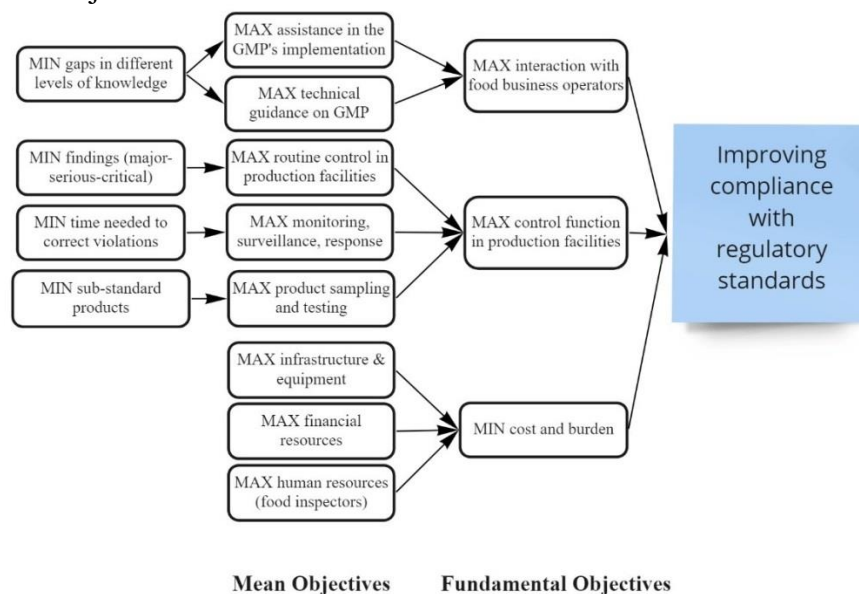 MIN gaps in different
levels of knowledge
MAX assistance in the
GMP's implementation
MAX technical
guidance on GMP
MAX interaction with
food business operators
MIN findings (major-
serious-critical)
MAX routine control in
production facilities
MIN time needed to
correct violations
MAX monitoring,
surveillance, response
MAX control function
in production facilities
MIN sub-standard
products
MAX product sampling
and testing
MAX infrastructure &
equipment
MAX financial
resources
MIN cost and burden
MAX human resources
(food inspectors)
Improving
compliance
with
regulatory
standards
Mean Objectives
Fundamental Objectives